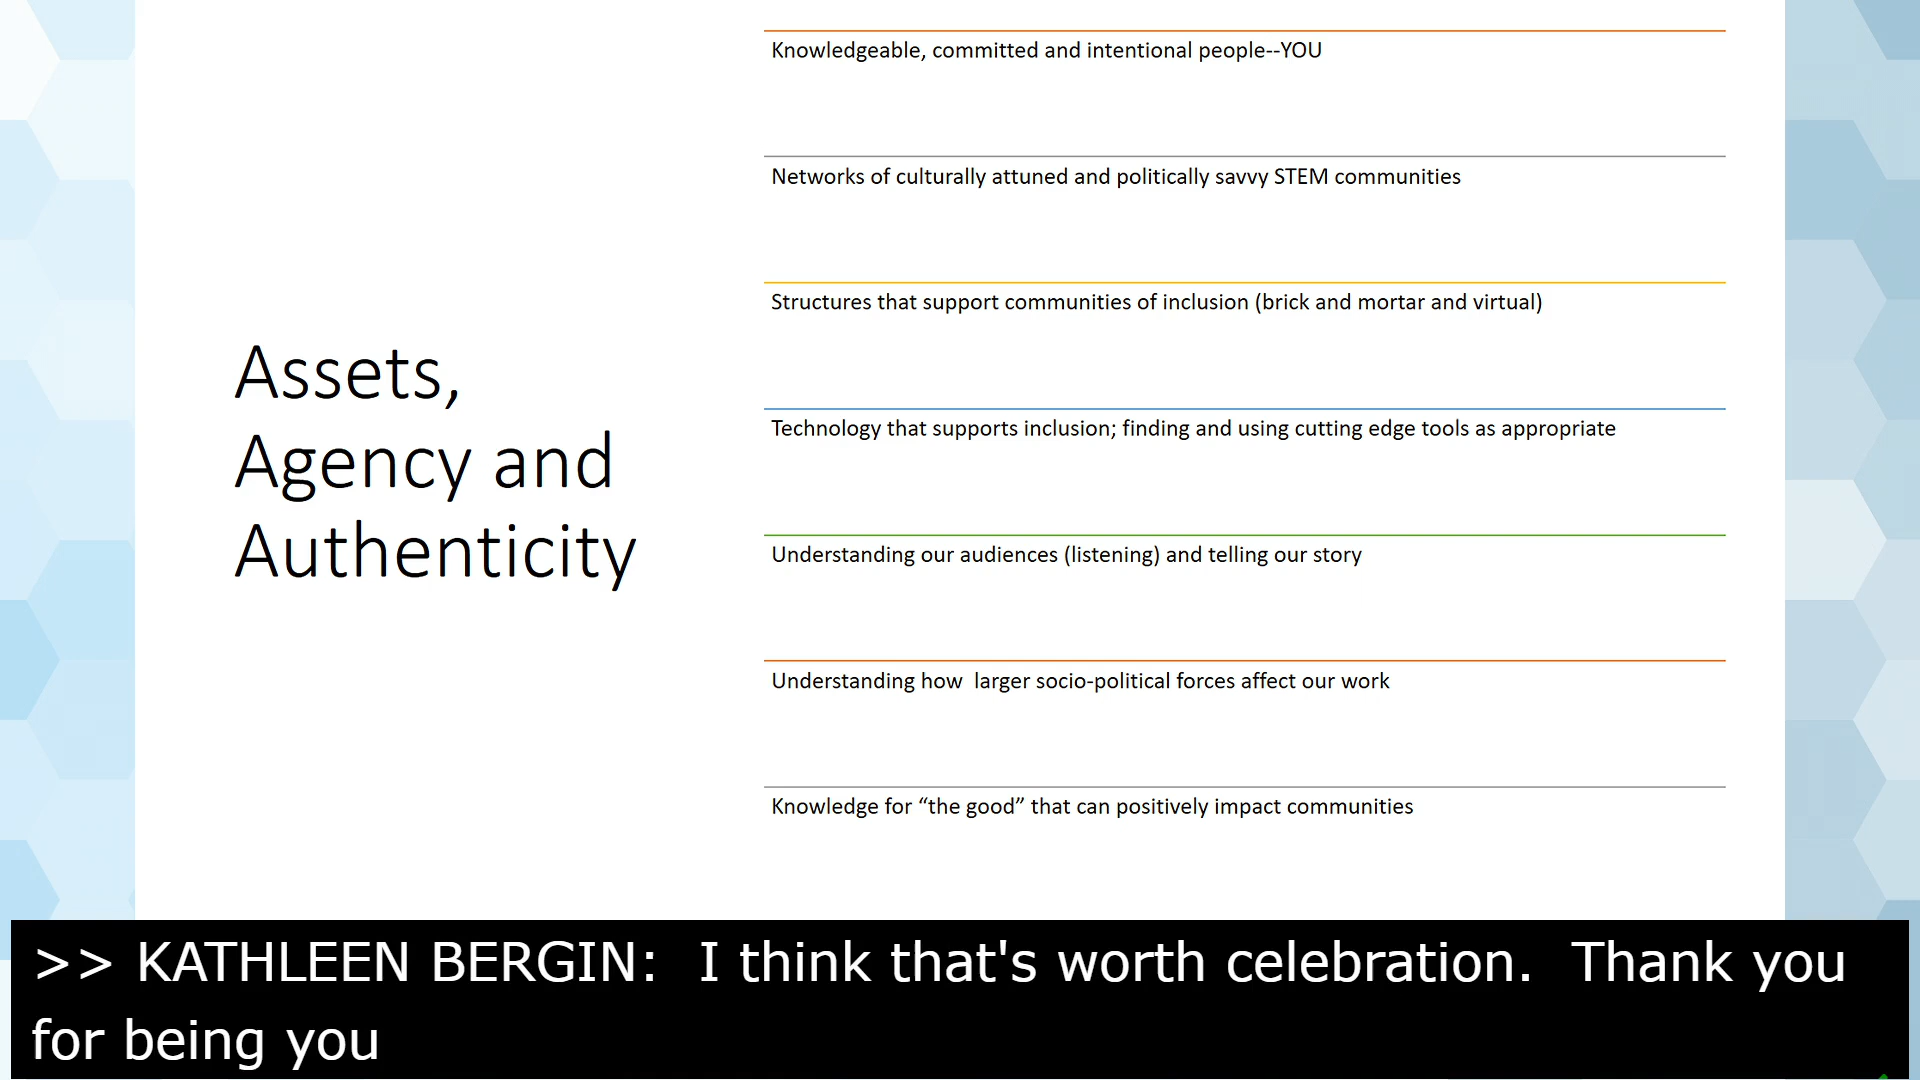 Assets,
Agency and
Authenticity
Knowledgeable, committed and intentional people--YOU
Networks of culturally attuned and politically savvy STEM communities
Structures that support communities of inclusion (brick and mortar and virtual)
Technology that supports inclusion; finding and using cutting edge tools as appropriate
Understanding our audiences (listening) and telling our story
Understanding how  larger socio-political forces affect our work
Knowledge for “the good” that can positively impact communities
>> KATHLEEN BERGIN:  I think that's worth celebration.  Thank you
for being you